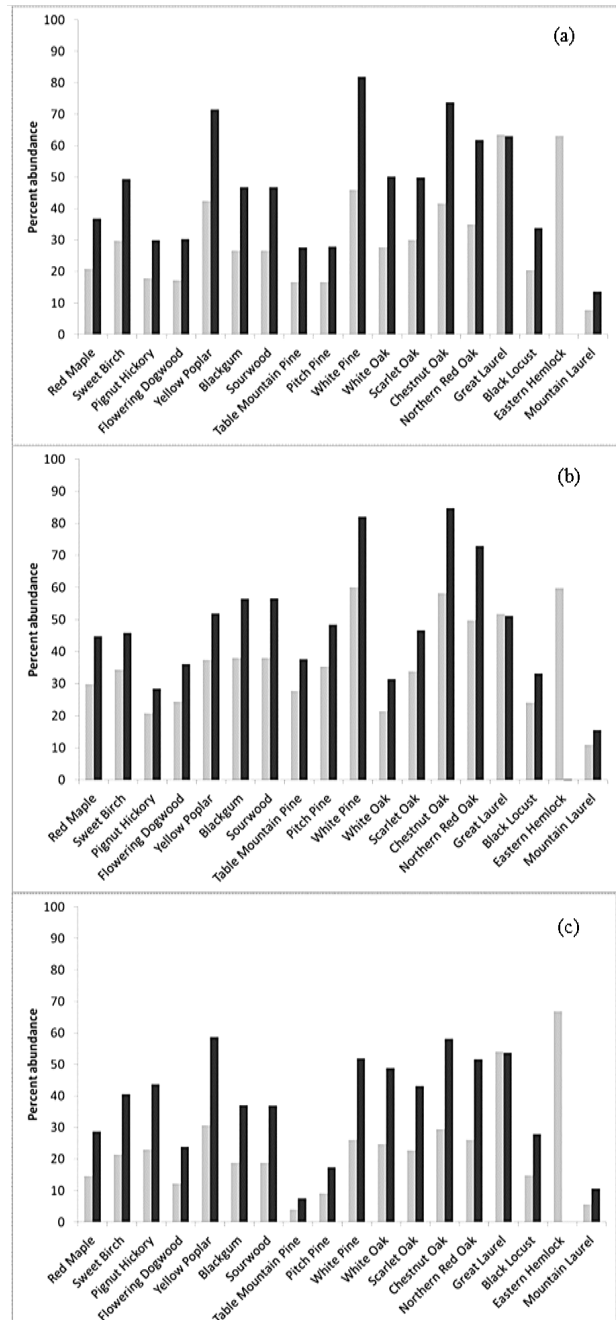 (a)
Percent abundance
100
90
80
70
60
50
40
30
20
10
0
Red Maple
Sweet Birch
Pignut Hickory
Flowering Dogwood
Yellow Poplar
Blackgum
Sourwood
Table Mountain Pine
Pitch Pine
White Pine
White Oak
Scarlet Oak
Chestnut Oak
Northern Red Oak
Great Laurel
Black Locust
Eastern Hemlock
Mountain Laurel
(b)
Percent abundance
100
90
80
70
60
50
40
30
20
10
0
Red Maple
Sweet Birch
Pignut Hickory
Flowering Dogwood
Yellow Poplar
Blackgum
Sourwood
Table Mountain Pine
Pitch Pine
White Pine
White Oak
Scarlet Oak
Chestnut Oak
Northern Red Oak
Great Laurel
Black Locust
Eastern Hemlock
Mountain Laurel
(c)
Percent abundance
100
90
80
70
60
50
40
30
20
10
0
Red Maple
Sweet Birch
Pignut Hickory
Flowering Dogwood
Yellow Poplar
Blackgum
Sourwood
Table Mountain Pine
Pitch Pine
White Pine
White Oak
Scarlet Oak
Chestnut Oak
Northern Red Oak
Great Laurel
Black Locust
Eastern Hemlock
Mountain Laurel